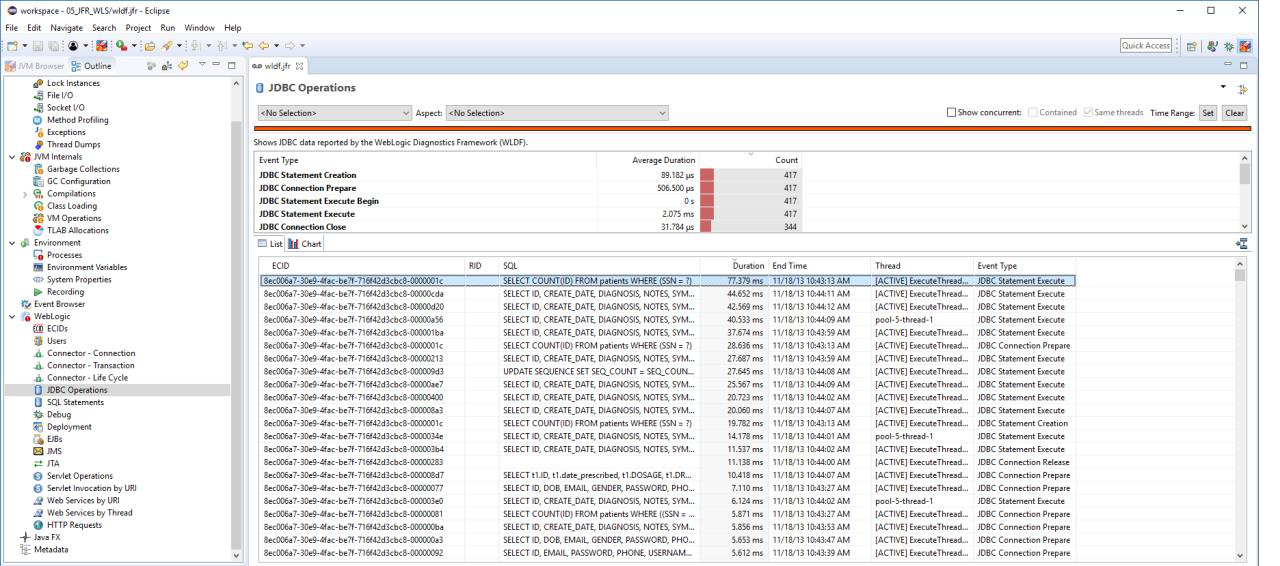 workspace - 05_JFR_WLS/wldf.jfr - Eclipse
File Edit Navigate Search Project Run Window Help
Quick Access
JVM Browser Outline
wldf.jfr
Lock Instances
File I/O
Socket I/O
Method Profiling
Exceptions
Thread Dumps
JVM Internals
Garbage Collections
GC Configuration
Compilations
Class Loading
VM Operations
TLAB Allocations
Environment
Processes
Environment Variables
System Properties
Recording
Event Browser
WebLogic
ECIDs
Users
Connector - Connection
Connector - Transaction
Connector - Life Cycle
JDBC Operations
SQL Statements
Debug
Deployment
EJBs
JMS
JTA
Servlet Operations
Servlet Invocation by URI
Web Services by URI
Web Services by Thread
HTTP Requests
Java FX
Metadata
JDBC Operations
<No Selection> Aspect: <No Selection> Show concurrent: Contained Same threads Time Range: Set Clear
Shows JDBC data reported by the WebLogic Diagnostics Framework (WLDF).
Event Type Average Duration Count
JDBC Statement Creation 89.182 µs 417
JDBC Connection Prepare 506.500 µs 417
JDBC Statement Execute Begin 0 s 417
JDBC Statement Execute 2.075 ms 417
JDBC Connection Close 31.784 µs 344
List Chart
ECID RID SQL Duration End Time Thread Event Type
8ec006a7-30e9-4fac-be7f-716f42d3cbc8-0000001c SELECT COUNT(ID) FROM patients WHERE (SSN = ?) 77.379 ms 11/18/13 10:43:13 AM [ACTIVE] ExecuteThread... JDBC Statement Execute
8ec006a7-30e9-4fac-be7f-716f42d3cbc8-00000cda SELECT ID, CREATE_DATE, DIAGNOSIS, NOTES, SYM... 44.652 ms 11/18/13 10:44:11 AM [ACTIVE] ExecuteThread... JDBC Statement Execute
8ec006a7-30e9-4fac-be7f-716f42d3cbc8-00000d20 SELECT ID, CREATE_DATE, DIAGNOSIS, NOTES, SYM... 42.569 ms 11/18/13 10:44:12 AM [ACTIVE] ExecuteThread... JDBC Statement Execute
8ec006a7-30e9-4fac-be7f-716f42d3cbc8-00000a56 SELECT ID, CREATE_DATE, DIAGNOSIS, NOTES, SYM... 40.533 ms 11/18/13 10:44:09 AM pool-5-thread-1 JDBC Statement Execute
8ec006a7-30e9-4fac-be7f-716f42d3cbc8-000001ba SELECT ID, CREATE_DATE, DIAGNOSIS, NOTES, SYM... 37.674 ms 11/18/13 10:43:59 AM [ACTIVE] ExecuteThread... JDBC Statement Execute
8ec006a7-30e9-4fac-be7f-716f42d3cbc8-0000001c SELECT COUNT(ID) FROM patients WHERE (SSN = ?) 28.636 ms 11/18/13 10:43:13 AM [ACTIVE] ExecuteThread... JDBC Connection Prepare
8ec006a7-30e9-4fac-be7f-716f42d3cbc8-00000213 SELECT ID, CREATE_DATE, DIAGNOSIS, NOTES, SYM... 27.687 ms 11/18/13 10:43:59 AM [ACTIVE] ExecuteThread... JDBC Statement Execute
8ec006a7-30e9-4fac-be7f-716f42d3cbc8-000009d3 UPDATE SEQUENCE SET SEQ_COUNT = SEQ_COUN... 27.645 ms 11/18/13 10:44:08 AM [ACTIVE] ExecuteThread... JDBC Statement Execute
8ec006a7-30e9-4fac-be7f-716f42d3cbc8-00000ae7 SELECT ID, CREATE_DATE, DIAGNOSIS, NOTES, SYM... 25.567 ms 11/18/13 10:44:09 AM [ACTIVE] ExecuteThread... JDBC Statement Execute
8ec006a7-30e9-4fac-be7f-716f42d3cbc8-00000400 SELECT ID, CREATE_DATE, DIAGNOSIS, NOTES, SYM... 20.723 ms 11/18/13 10:44:02 AM [ACTIVE] ExecuteThread... JDBC Statement Execute
8ec006a7-30e9-4fac-be7f-716f42d3cbc8-000008a3 SELECT ID, CREATE_DATE, DIAGNOSIS, NOTES, SYM... 20.060 ms 11/18/13 10:44:07 AM [ACTIVE] ExecuteThread... JDBC Statement Execute
8ec006a7-30e9-4fac-be7f-716f42d3cbc8-0000001c SELECT COUNT(ID) FROM patients WHERE (SSN = ?) 19.782 ms 11/18/13 10:43:13 AM [ACTIVE] ExecuteThread... JDBC Statement Creation
8ec006a7-30e9-4fac-be7f-716f42d3cbc8-0000034e SELECT ID, CREATE_DATE, DIAGNOSIS, NOTES, SYM... 14.178 ms 11/18/13 10:44:01 AM pool-5-thread-1 JDBC Statement Execute
8ec006a7-30e9-4fac-be7f-716f42d3cbc8-000003b4 SELECT ID, CREATE_DATE, DIAGNOSIS, NOTES, SYM... 11.537 ms 11/18/13 10:44:02 AM [ACTIVE] ExecuteThread... JDBC Statement Execute
8ec006a7-30e9-4fac-be7f-716f42d3cbc8-00000283 11.138 ms 11/18/13 10:44:00 AM [ACTIVE] ExecuteThread... JDBC Connection Release
8ec006a7-30e9-4fac-be7f-716f42d3cbc8-000008d7 SELECT t1.ID, t1.date_prescribed, t1.DOSAGE, t1.DR... 10.418 ms 11/18/13 10:44:07 AM [ACTIVE] ExecuteThread... JDBC Connection Prepare
8ec006a7-30e9-4fac-be7f-716f42d3cbc8-00000077 SELECT ID, DOB, EMAIL, GENDER, PASSWORD, PHO... 7.110 ms 11/18/13 10:43:27 AM [ACTIVE] ExecuteThread... JDBC Connection Prepare
8ec006a7-30e9-4fac-be7f-716f42d3cbc8-000003e0 SELECT ID, CREATE_DATE, DIAGNOSIS, NOTES, SYM... 6.124 ms 11/18/13 10:44:02 AM pool-5-thread-1 JDBC Statement Execute
8ec006a7-30e9-4fac-be7f-716f42d3cbc8-00000081 SELECT COUNT(ID) FROM patients WHERE ((SSN = ... 5.871 ms 11/18/13 10:43:27 AM [ACTIVE] ExecuteThread... JDBC Connection Prepare
8ec006a7-30e9-4fac-be7f-716f42d3cbc8-000000ba SELECT ID, CREATE_DATE, DIAGNOSIS, NOTES, SYM... 5.856 ms 11/18/13 10:43:53 AM [ACTIVE] ExecuteThread... JDBC Connection Prepare
8ec006a7-30e9-4fac-be7f-716f42d3cbc8-000000a3 SELECT ID, DOB, EMAIL, GENDER, PASSWORD, PHO... 5.653 ms 11/18/13 10:43:47 AM [ACTIVE] ExecuteThread... JDBC Connection Prepare
8ec006a7-30e9-4fac-be7f-716f42d3cbc8-00000092 SELECT ID, EMAIL, PASSWORD, PHONE, USERNAM... 5.612 ms 11/18/13 10:43:39 AM [ACTIVE] ExecuteThread... JDBC Connection Prepare